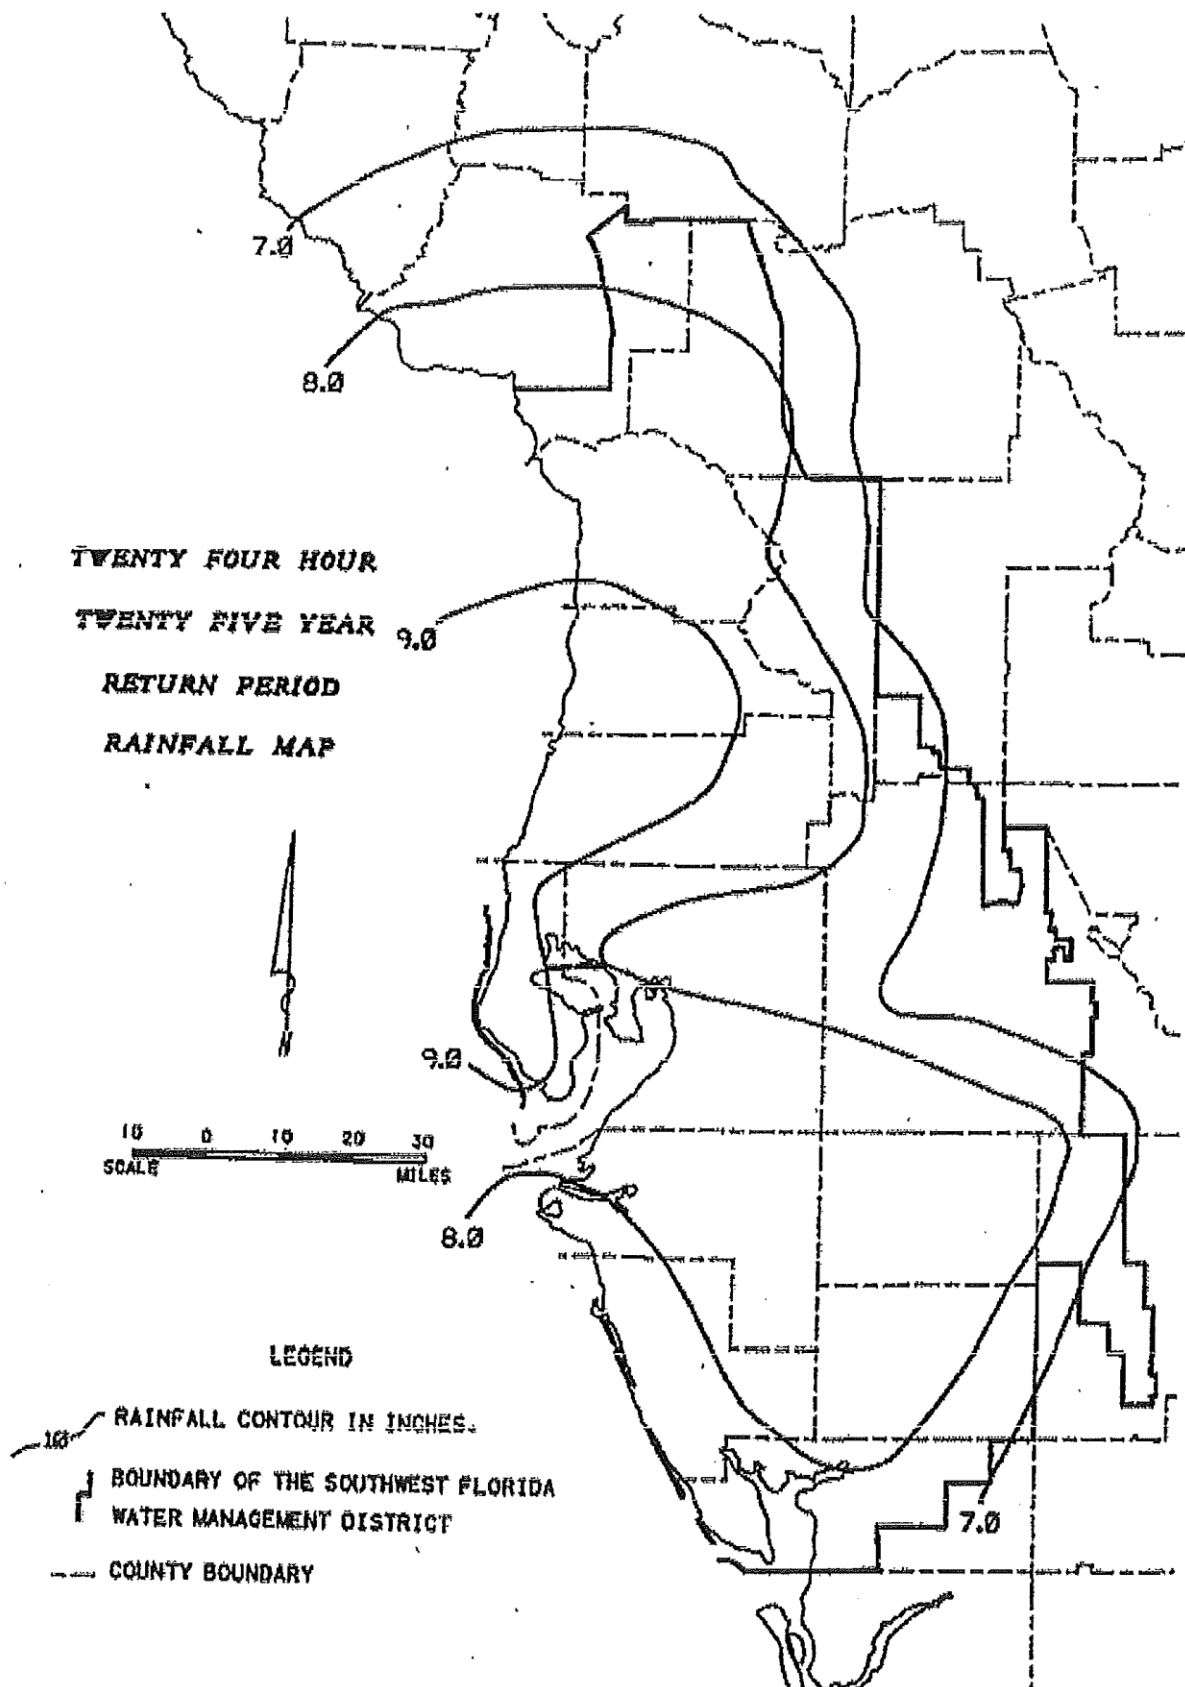 7.0
8.0
TWENTY FOUR HOUR
TWENTY FIVE YEAR
9.0
RETURN PERIOD
RAINFALL MAP
N
9.0
10 0 10 20 30
SCALE MILES
8.0
LEGEND
10 RAINFALL CONTOUR IN INCHES.
BOUNDARY OF THE SOUTHWEST FLORIDA
WATER MANAGEMENT DISTRICT
7.0
COUNTY BOUNDARY